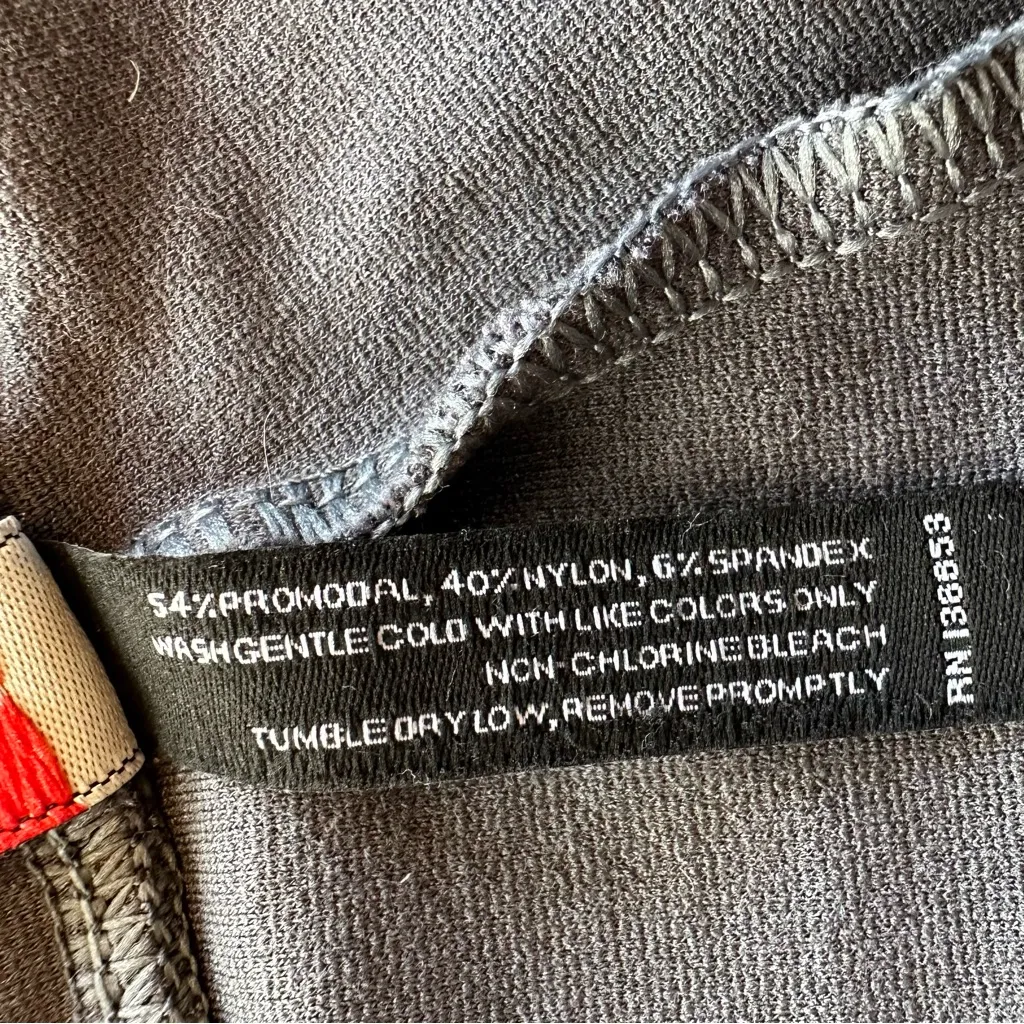 54% PROMODAL, 40% NYLON, 6% SPANDEX
WASH GENTLE COLD WITH LIKE COLORS ONLY
NON-CHLORINE BLEACH
TUMBLE DRY LOW, REMOVE PROMPTLY
RN 138853